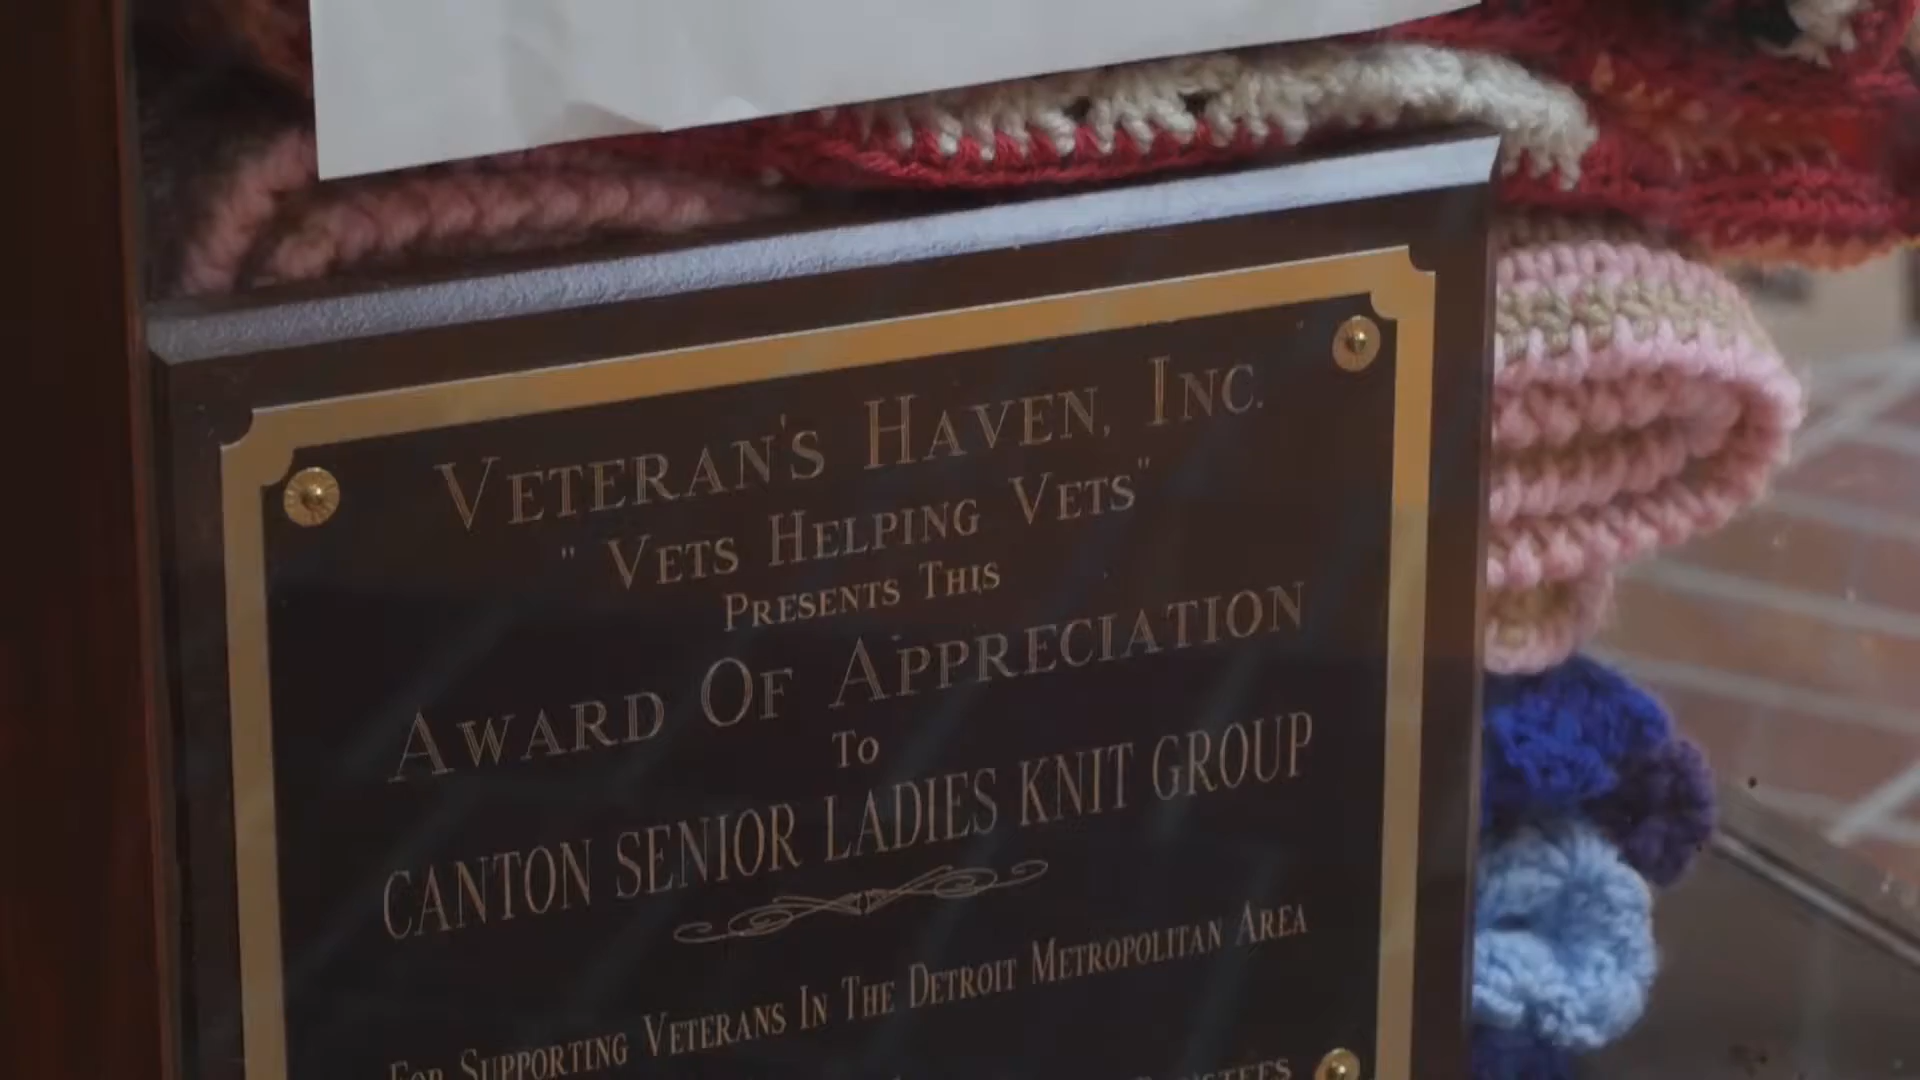 VETERAN'S HAVEN, INC.
" VETS HELPING VETS"
PRESENTS THIS
AWARD OF APPRECIATION
To
CANTON SENIOR LADIES KNIT GROUP
FOR SUPPORTING VETERANS IN THE DETROIT METROPOLITAN AREA